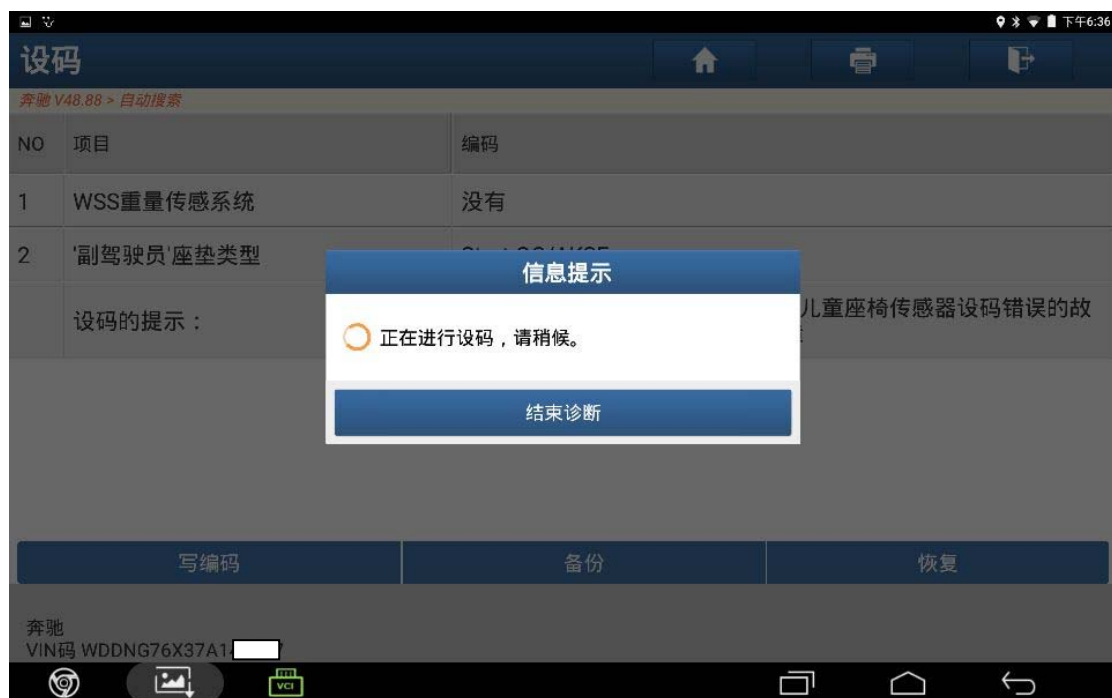 下午6:36
设码
奔驰 V48.88 > 自动搜索
NO 项目 编码
1 WSS重量传感系统 没有
2 '副驾驶员'座垫类型
信息提示
设码的提示： 儿童座椅传感器设码错误的故
正在进行设码，请稍候。
结束诊断
写编码 备份 恢复
奔驰
VIN码 WDDNG76X37A1
VCI